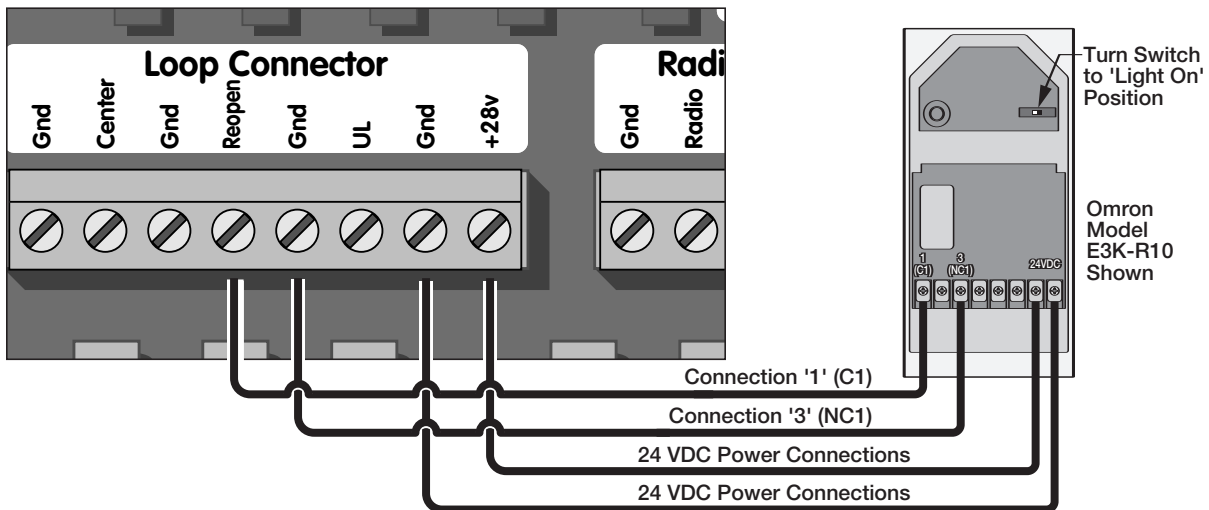 Loop Connector
Gnd
Center
Gnd
Reopen
Gnd
UL
Gnd
+28v
Radi
Gnd
Radio
Turn Switch
to 'Light On'
Position
Omron
Model
E3K-R10
Shown
1
(C1)
3
(NC1)
24VDC
Connection '1' (C1)
Connection '3' (NC1)
24 VDC Power Connections
24 VDC Power Connections